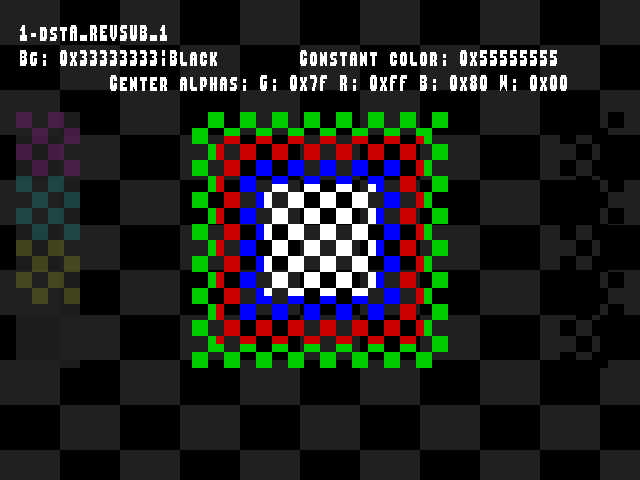 1-dstA_REVSUB_1
Bg: 0x33333333¦Black Constant color: 0x55555555
Center alphas: G: 0x7f R: 0xff B: 0x80 W: 0x00